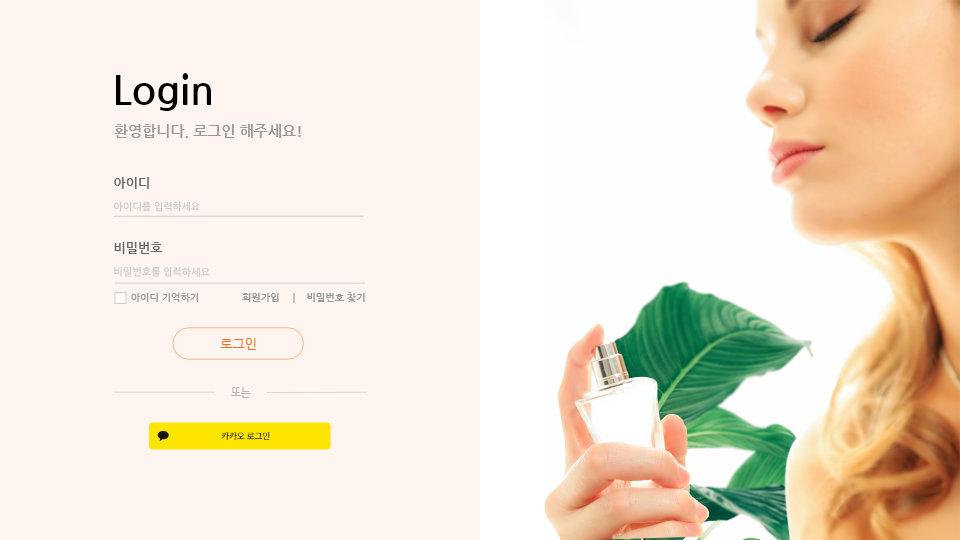 Login
환영합니다. 로그인 해주세요!
아이디
아이디를 입력하세요
비밀번호
비밀번호를 입력하세요
아이디 기억하기 회원가입 | 비밀번호 찾기
로그인
또는
카카오 로그인